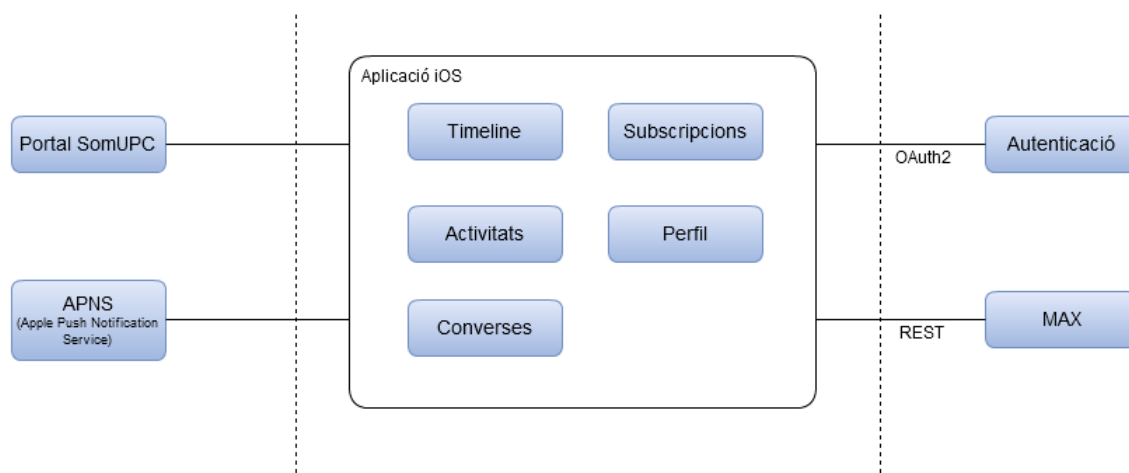 Aplicació iOS
Timeline
Subscripcions
Portal SomUPC
Autenticació
OAuth2
Activitats
Perfil
APNS
(Apple Push Notification
Service)
Converses
MAX
REST